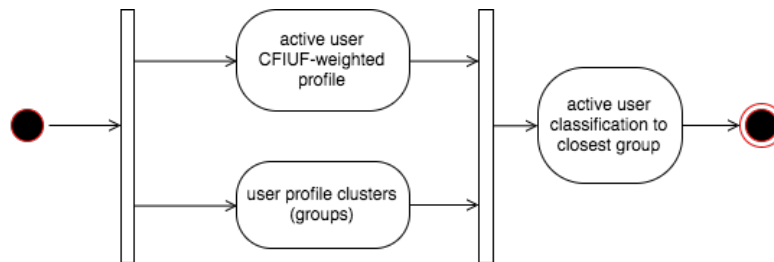 active user
CFIUF-weighted
profile
user profile clusters
(groups)
active user
classification to
closest group